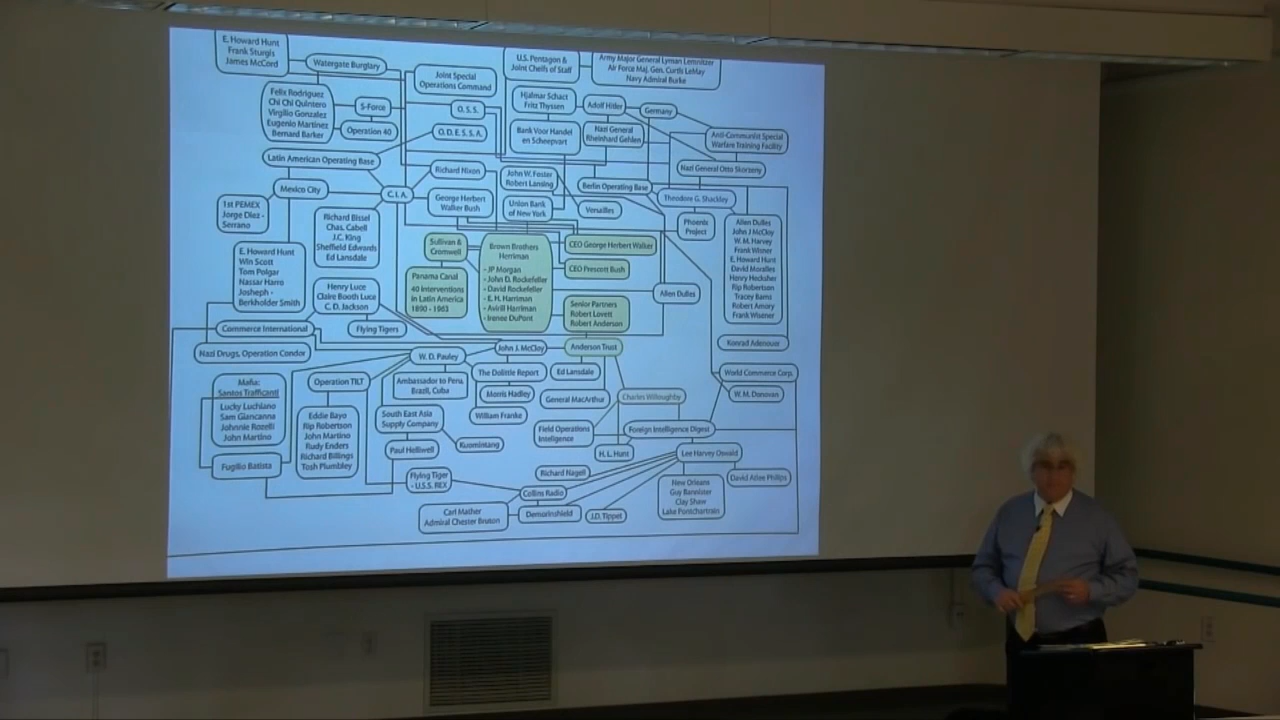 E. Howard Hunt
Frank Sturgis
James McCord
Watergate Burglary
Joint Special
Operations Command
U.S. Pentagon &
Joint Cheifs of Staff
Army Major General Lyman Lemnitzer
Air Force Maj. Gen. Curtis LeMay
Navy Admiral Burke
Felix Rodriguez
Chi Chi Quintero
Virgilio Gonzalez
Eugenio Martinez
Bernard Barker
S-Force
Operation 40
O. S. S.
O. D. E. S. S. A.
Hjalmar Schact
Fritz Thyssen
Adolf Hitler
Germany
Bank Voor Handel
en Scheepvart
Nazi General
Rheinhard Gehlen
Anti-Communist Special
Warfare Training Facility
Latin American Operating Base
Nazi General Otto Skorzeny
Mexico City
C. I. A.
Richard Nixon
John W. Foster
Robert Lansing
Berlin Operating Base
Theodore G. Shackley
1st PEMEX
Jorge Diez -
Serrano
George Herbert
Walker Bush
Union Bank
of New York
Versailles
Phoenix
Project
Richard Bissel
Chas. Cabell
J.C. King
Sheffield Edwards
Ed Lansdale
Allen Dulles
John J McCloy
W. M. Harvey
Frank Wisner
E. Howard Hunt
David Moralles
Henry Hecksher
Rip Robertson
Tracey Barns
Robert Amory
Frank Wisener
E. Howard Hunt
Win Scott
Tom Polgar
Nassar Harro
Josheph -
Berkholder Smith
Sullivan &
Cromwell
Brown Brothers
Herriman
- JP Morgan
- John D. Rockefeller
- David Rockefeller
- E. H. Harriman
- Avirill Harriman
- Irenee DuPont
CEO George Herbert Walker
CEO Prescott Bush
Panama Canal
40 Interventions
in Latin America
1890 - 1963
Henry Luce
Claire Booth Luce
C. D. Jackson
Senior Partners
Robert Lovett
Robert Anderson
Allen Dulles
Commerce International
Flying Tigers
Konrad Adenouer
Nazi Drugs, Operation Condor
W. D. Pauley
John J. McCloy
Anderson Trust
Mafia:
Santos Trafficanti
Lucky Luchiano
Sam Giancanna
Johnnie Rozelli
John Martino
Operation TILT
Ambassador to Peru,
Brazil, Cuba
The Dolittle Report
Ed Lansdale
World Commerce Corp.
Morris Hadley
General MacArthur
Charles Willoughby
W. M. Donovan
Eddie Bayo
Rip Robertson
John Martino
Rudy Enders
Richard Billings
Tosh Plumbley
South East Asia
Supply Company
William Franke
Field Operations
Intelligence
Foreign Intelligence Digest
Paul Helliwell
Kuomintang
H. L. Hunt
Lee Harvey Oswald
Fugilio Batista
Flying Tiger
- U.S.S. REX
Richard Nagell
David Atlee Philips
Collins Radio
New Orleans
Guy Bannister
Clay Shaw
Lake Pontchartrain
Carl Mather
Admiral Chester Bruton
Demornshield
J.D. Tippet